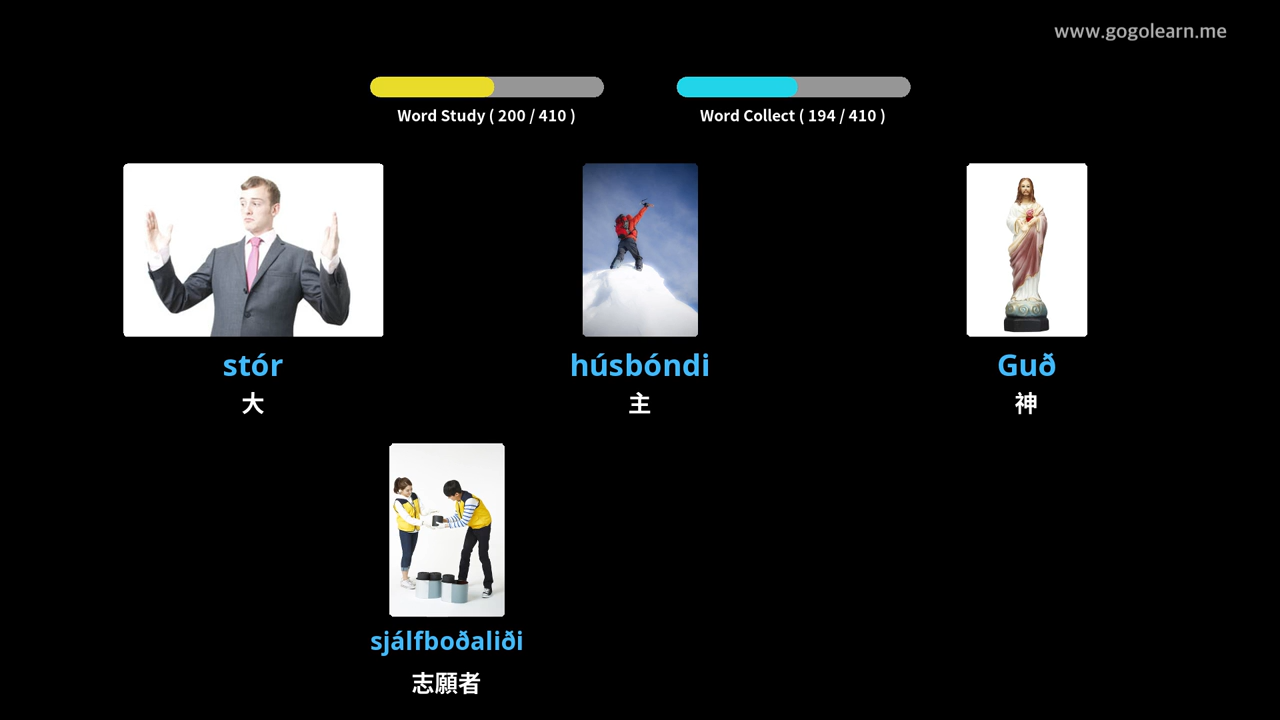 www.gogolearn.me
Word Study ( 200 / 410 )
Word Collect ( 194 / 410 )
stór
húsbóndi
Guð
大
主
神
sjálfboðaliði
志願者